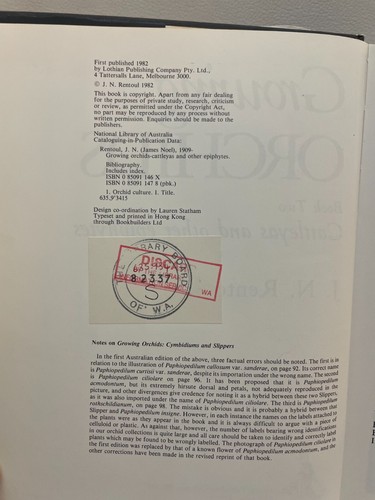 First published 1982
by Lothian Publishing Company Pty. Ltd.,
4 Tattersalls Lane, Melbourne 3000.
© J. N. Rentoul 1982
This book is copyright. Apart from any fair dealing
for the purposes of private study, research, criticism
or review, as permitted under the Copyright Act,
no part may be reproduced by any process without
written permission. Enquiries should be made to the
publishers.
National Library of Australia
Cataloguing-in-Publication Data:
Rentoul, J. N. (James Noel), 1909-
Growing orchids-cattleyas and other epiphytes.
Bibliography.
Includes index.
ISBN 0 85091 146 X
ISBN 0 85091 147 8 (pbk.)
1. Orchid culture. I. Title.
635,9'3415
Design co-ordination by Lauren Statham
Typeset and printed in Hong Kong
through Bookbuilders Ltd
LIBRARY BOARD
DISCA
82337
WA
S
OF W.A.
Notes on Growing Orchids: Cymbidiums and Slippers
In the first Australian edition of the above, three factual errors should be noted. The first is in
relation to the illustration of Paphiopedilum callosum var. sanderae, on page 92. Its correct name
is Paphiopedilum curtisi var. sanderae, despite its importation under the wrong name. The second
is Paphiopedilum ciliolare on page 96. It has been proposed that it is Paphiopedilum
acmodontum, but its extremely hirsute dorsal and petals, not adequately reproduced in the
picture, and other divergences give credence for noting it as a hybrid between these two Slippers,
as it was also imported under the name of Paphiopedilum ciliolare. The third is Paphiopedilum
rothschildianum, on page 98. The mistake is obvious and it is probably a hybrid between that
Slipper and Paphiopedium insigne. However, in each instance the names on the labels attached to
the plants were as they appear in the book and it is always difficult to argue with a piece of
celluloid or plastic. As against that, however, the number of labels bearing wrong identifications
in our orchid collections is quite large and all care should be taken to identify and correctly label
plants which may be found to be wrongly labelled. The photograph of Paphiopedilum ciliolare in
the first edition was replaced by that of a known flower of Paphiopedilum acmodontum, and the
other corrections have been made in the revised reprint of that book.